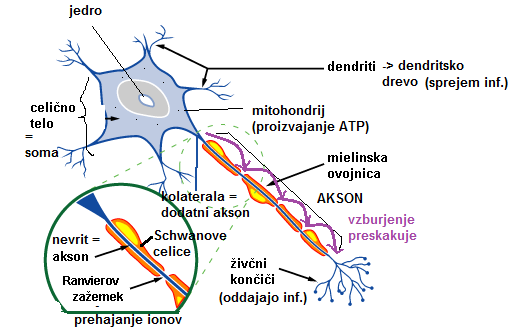 jedro
dendriti -> dendritsko
drevo (sprejem inf.)
celično
telo
=
soma
mitohondrij
(proizvajanje ATP)
mielinska
ovojnica
kolaterala =
dodatni akson
AKSON
vzburjenje
preskakuje
nevrit =
akson
Schwanove
celice
Ranvierov
zažemek -
prehajanje ionov
živčni
končiči
(oddajajo inf.)